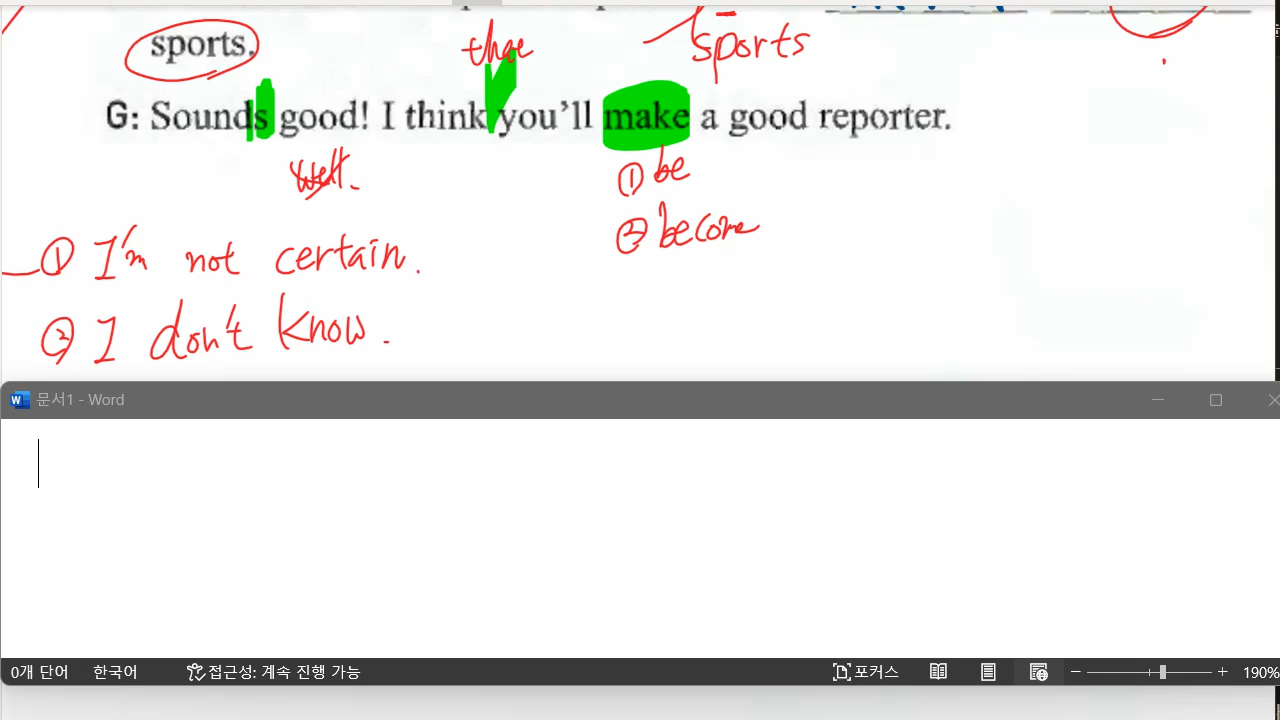 sports.
that
sports
G: Sounds good! I think you'll make a good reporter.
well.
① be
② become
① I'm not certain.
② I don't know.
문서1 - Word
0개 단어 한국어 접근성: 계속 진행 가능 포커스 190%